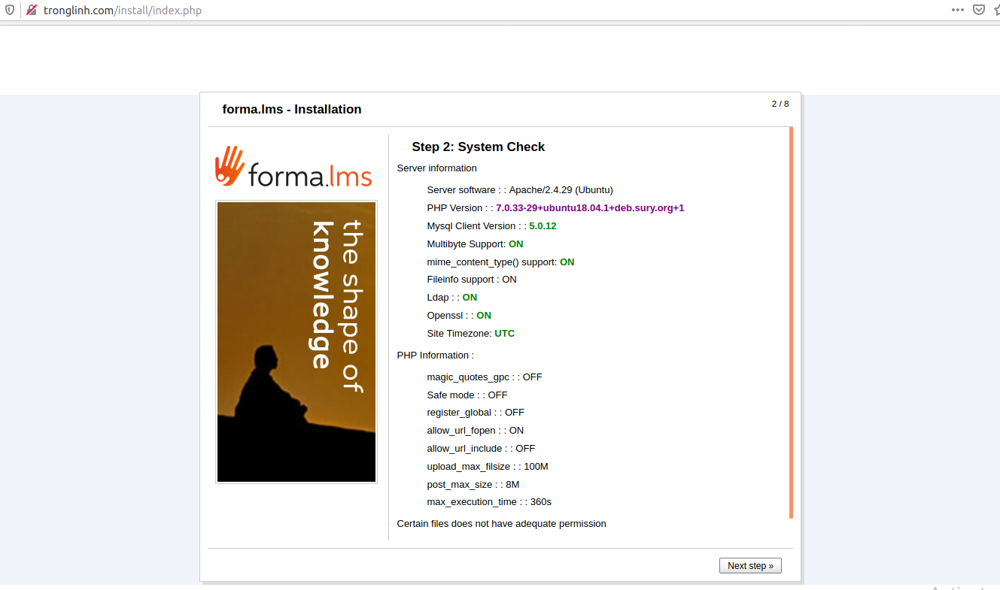 tronglinh.com/install/index.php
forma.lms - Installation
2 / 8
forma.lms
the shape of
knowledge
Step 2: System Check
Server information
Server software : : Apache/2.4.29 (Ubuntu)
PHP Version : : 7.0.33-29+ubuntu18.04.1+deb.sury.org+1
Mysql Client Version : : 5.0.12
Multibyte Support: ON
mime_content_type() support: ON
Fileinfo support : ON
Ldap : : ON
Openssl : : ON
Site Timezone: UTC
PHP Information :
magic_quotes_gpc : : OFF
Safe mode : : OFF
register_global : : OFF
allow_url_fopen : : ON
allow_url_include : : OFF
upload_max_filsize : : 100M
post_max_size : : 8M
max_execution_time : : 360s
Certain files does not have adequate permission
Next step »